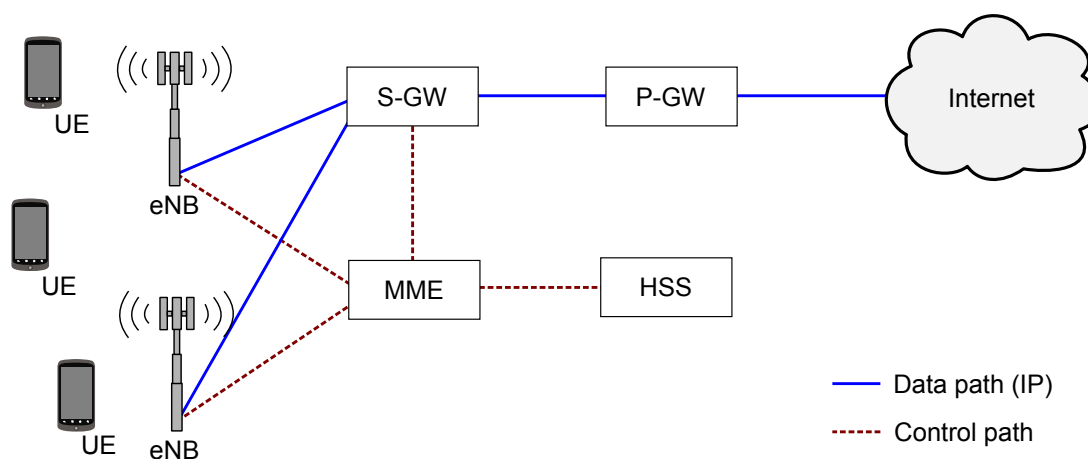 UE
eNB
S-GW
P-GW
Internet
UE
MME
HSS
UE
eNB
Data path (IP)
Control path